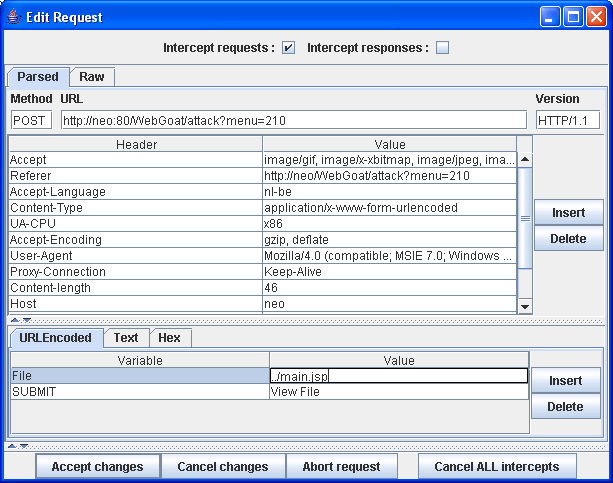 Edit Request
Intercept requests : Intercept responses :
Parsed Raw
Method URL Version
POST http://neo:80/WebGoat/attack?menu=210 HTTP/1.1
Header Value
Accept image/gif, image/x-xbitmap, image/jpeg, ima...
Referer http://neo/WebGoat/attack?menu=210
Accept-Language nl-be
Content-Type application/x-www-form-urlencoded
Insert
UA-CPU x86
Accept-Encoding gzip, deflate
Delete
User-Agent Mozilla/4.0 (compatible; MSIE 7.0; Windows ...
Proxy-Connection Keep-Alive
Content-length 46
Host neo
URLEncoded Text Hex
Variable Value
File ../main.jsp
Insert
SUBMIT View File
Delete
Accept changes Cancel changes Abort request Cancel ALL intercepts